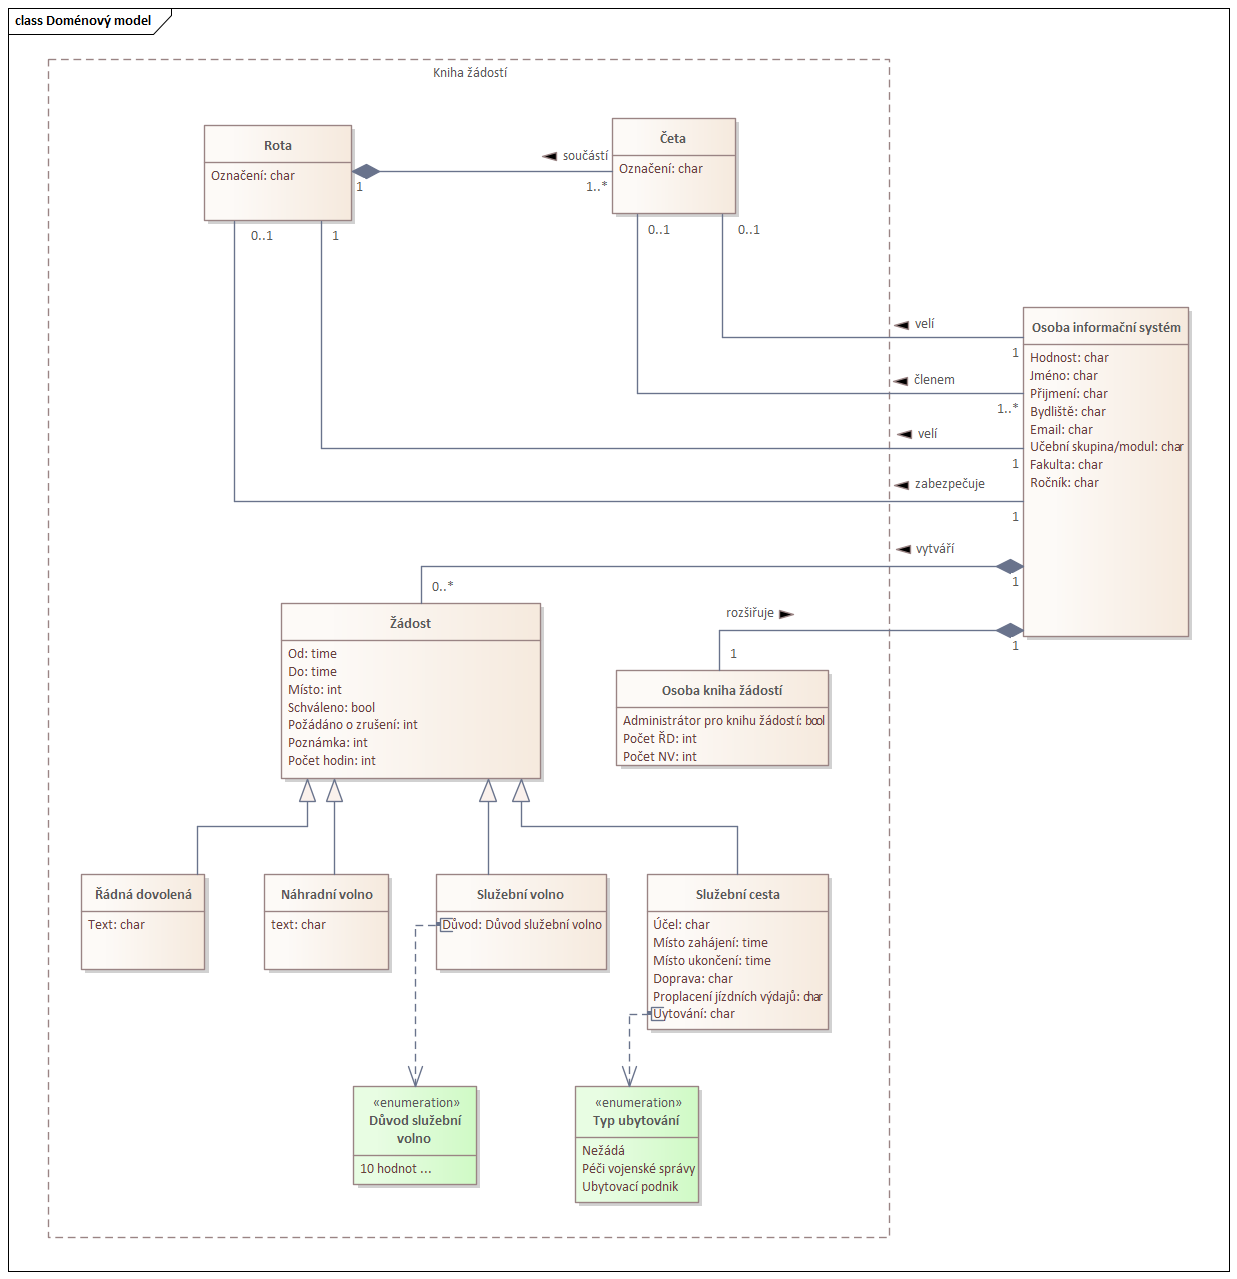 class Doménový model
Kniha žádostí
Rota
Označení: char
Četa
Označení: char
součástí
1
1..*
0..1
1
0..1
0..1
Osoba informační systém
Hodnost: char
Jméno: char
Přijmení: char
Bydliště: char
Email: char
Učební skupina/modul: char
Fakulta: char
Ročník: char
velí
1
členem
1..*
velí
1
zabezpečuje
1
vytváří
1
0..*
rozšiřuje
1
1
Žádost
Od: time
Do: time
Místo: int
Schváleno: bool
Požádáno o zrušení: int
Poznámka: int
Počet hodin: int
Osoba kniha žádostí
Administrátor pro knihu žádostí: bool
Počet ŘD: int
Počet NV: int
Řádná dovolená
Text: char
Náhradní volno
text: char
Služební volno
Důvod: Důvod služební volno
Služební cesta
Účel: char
Místo zahájení: time
Místo ukončení: time
Doprava: char
Proplacení jízdních výdajů: char
Uytování: char
«enumeration»
Důvod služební
volno
10 hodnot ...
«enumeration»
Typ ubytování
Nežádá
Péči vojenské správy
Ubytovací podnik